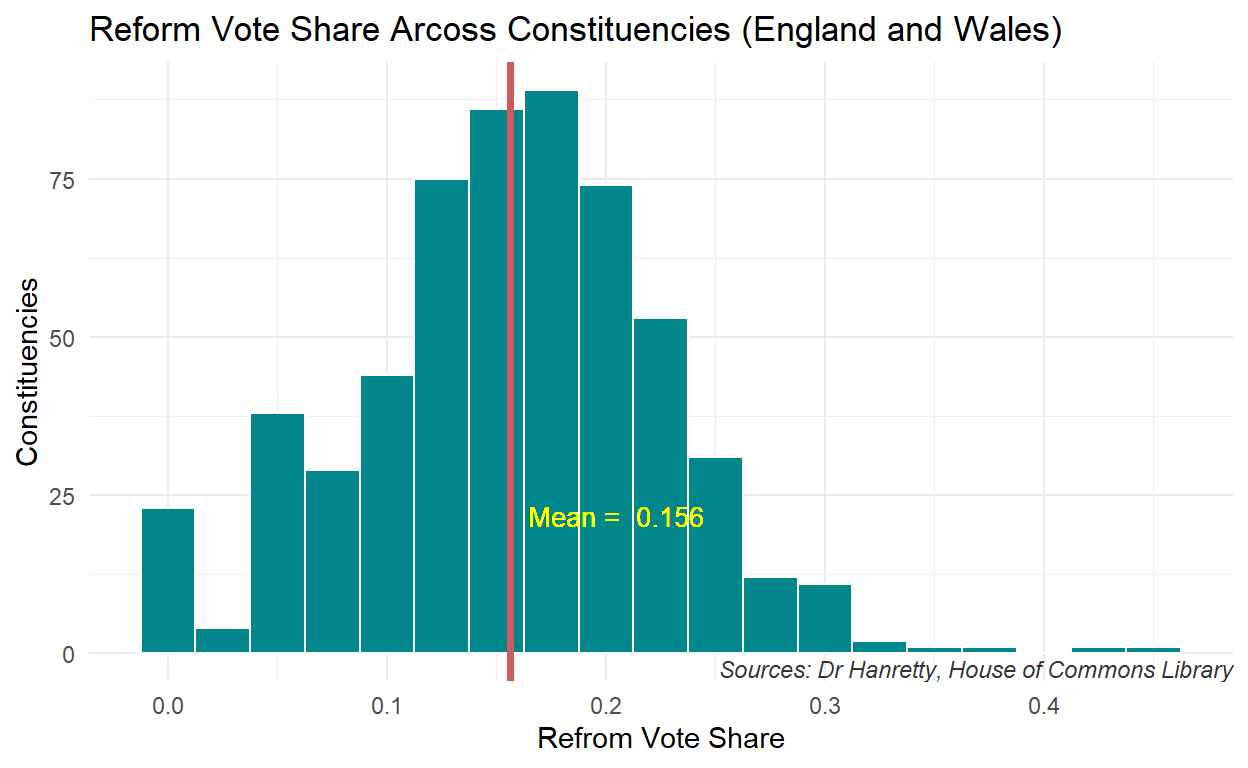 Reform Vote Share Arcoss Constituencies (England and Wales)
Constituencies
75
50
25
0
Mean = 0.156
Sources: Dr Hanretty, House of Commons Library
0.0 0.1 0.2 0.3 0.4
Refrom Vote Share